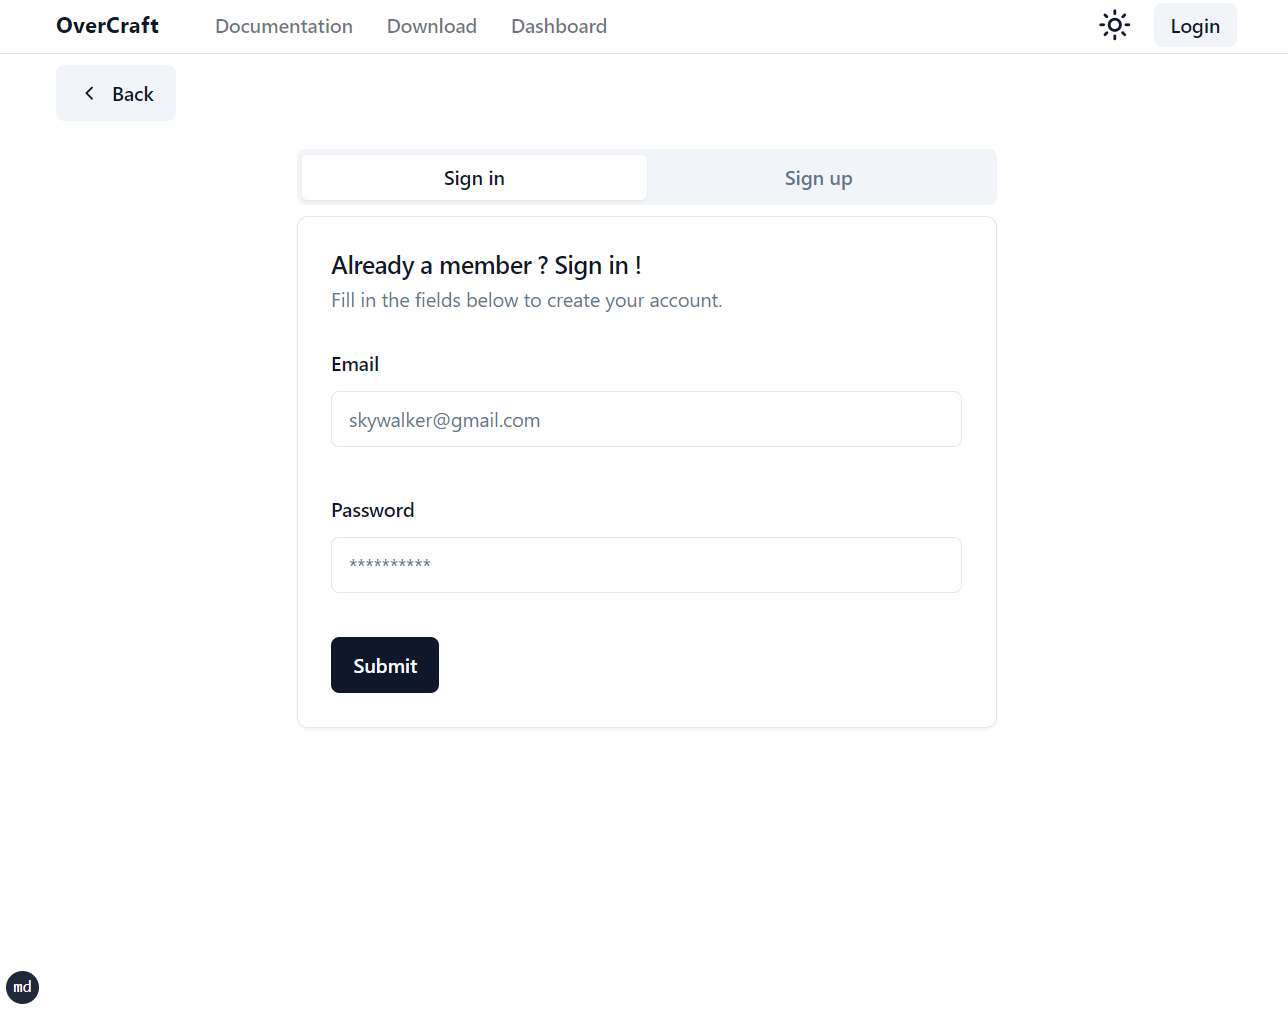 OverCraft Documentation Download Dashboard Login
Back
Sign in Sign up
Already a member ? Sign in !
Fill in the fields below to create your account.
Email
skywalker@gmail.com
Password
**********
Submit
md